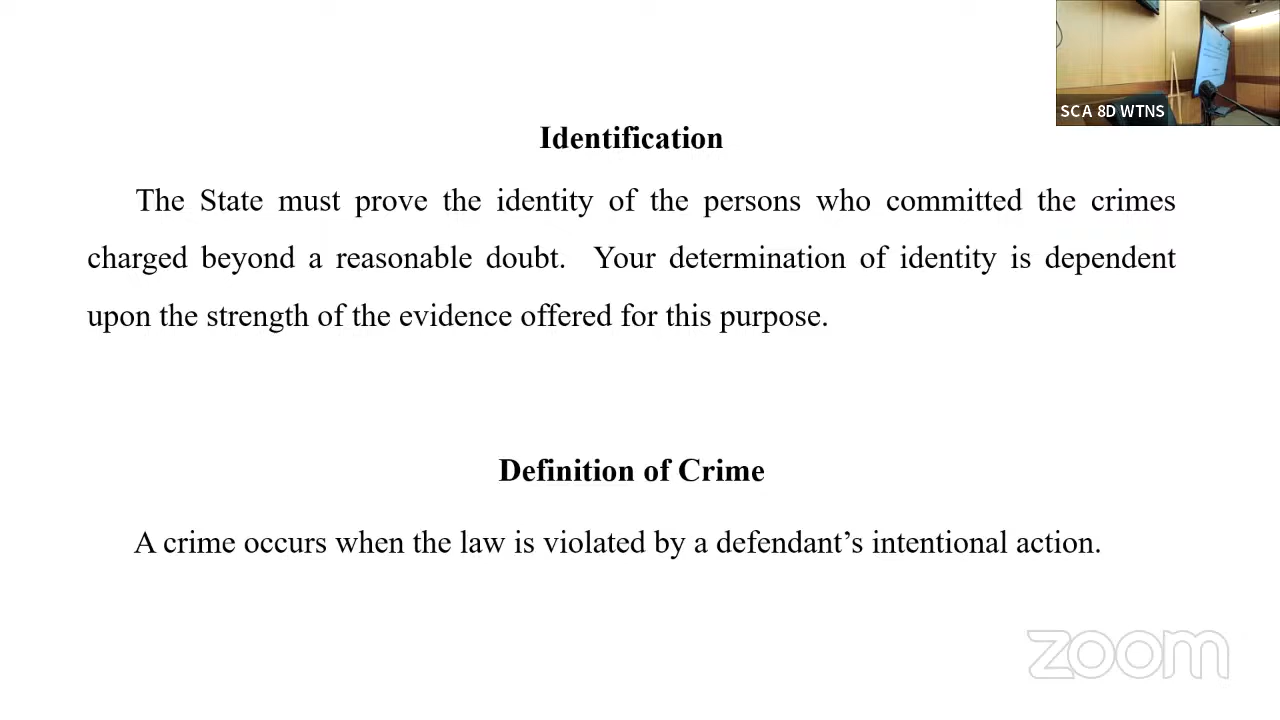 SCA 8D WTNS
Identification
The State must prove the identity of the persons who committed the crimes
charged beyond a reasonable doubt. Your determination of identity is dependent
upon the strength of the evidence offered for this purpose.
Definition of Crime
A crime occurs when the law is violated by a defendant’s intentional action.
zoom